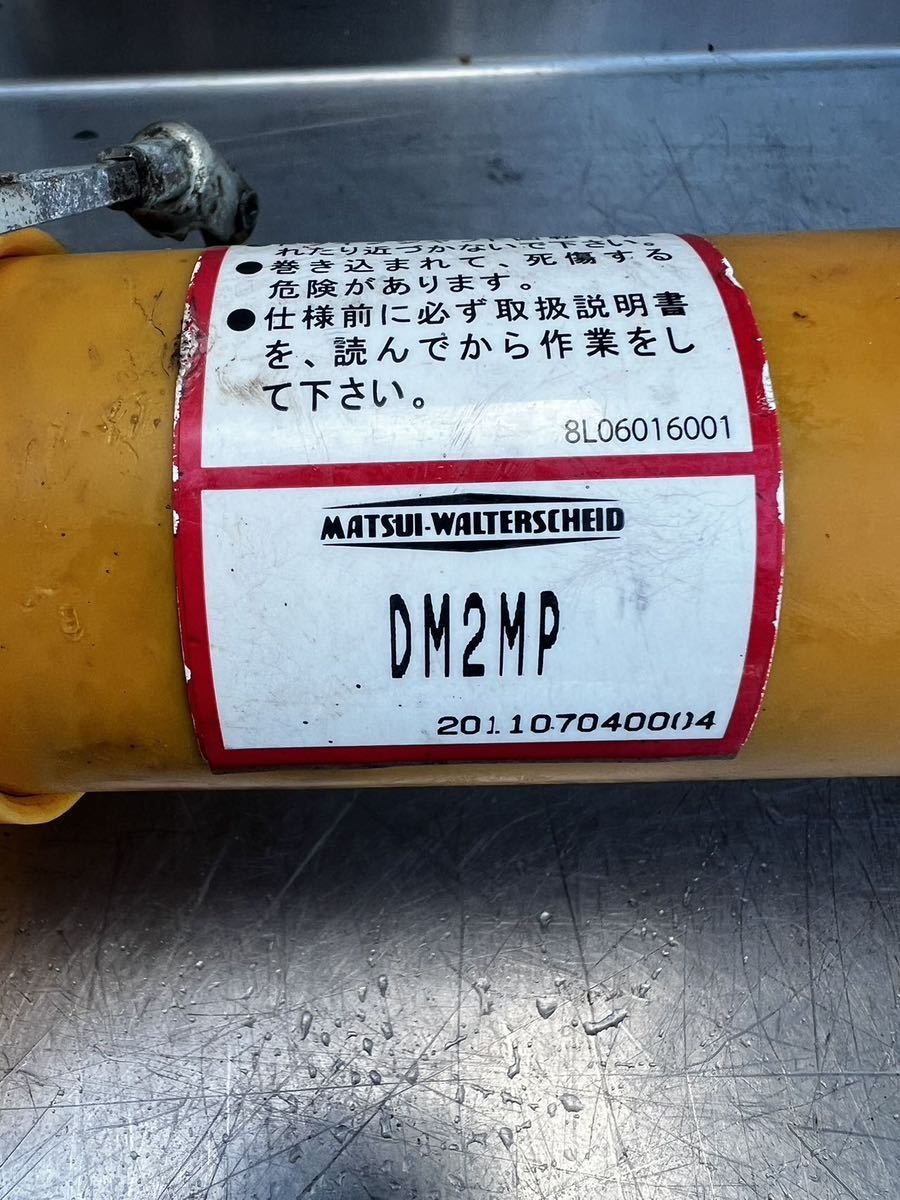 れたり近づかないで下さい。
●巻き込まれて、死傷する
危険があります。
●仕様前に必ず取扱説明書
を、読んでから作業をし
て下さい。
8L06016001
MATSUI-WALTERSCHEID
DM2MP
201107040004